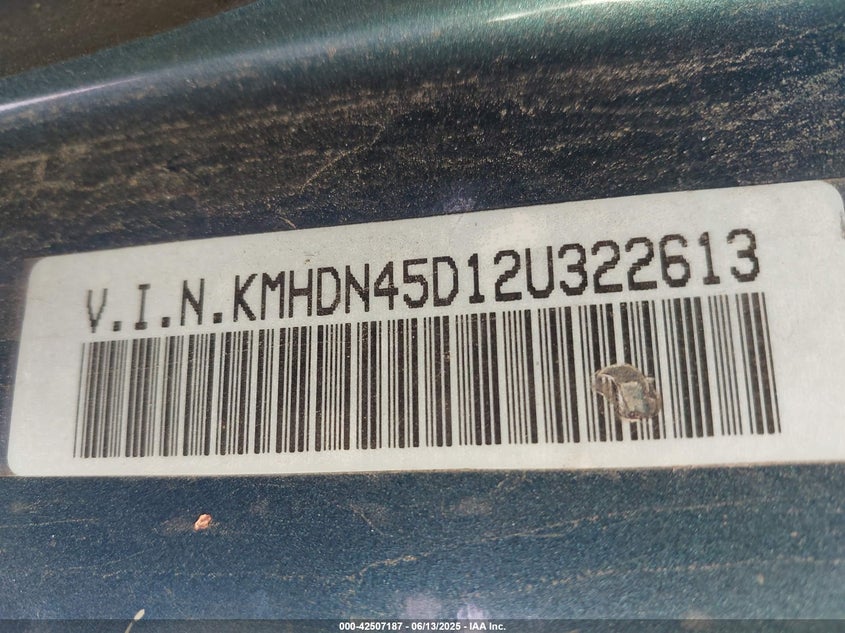 V.I.N.KMHDN45D12U322613
000-42507187 - 06/13/2025 - IAA Inc.